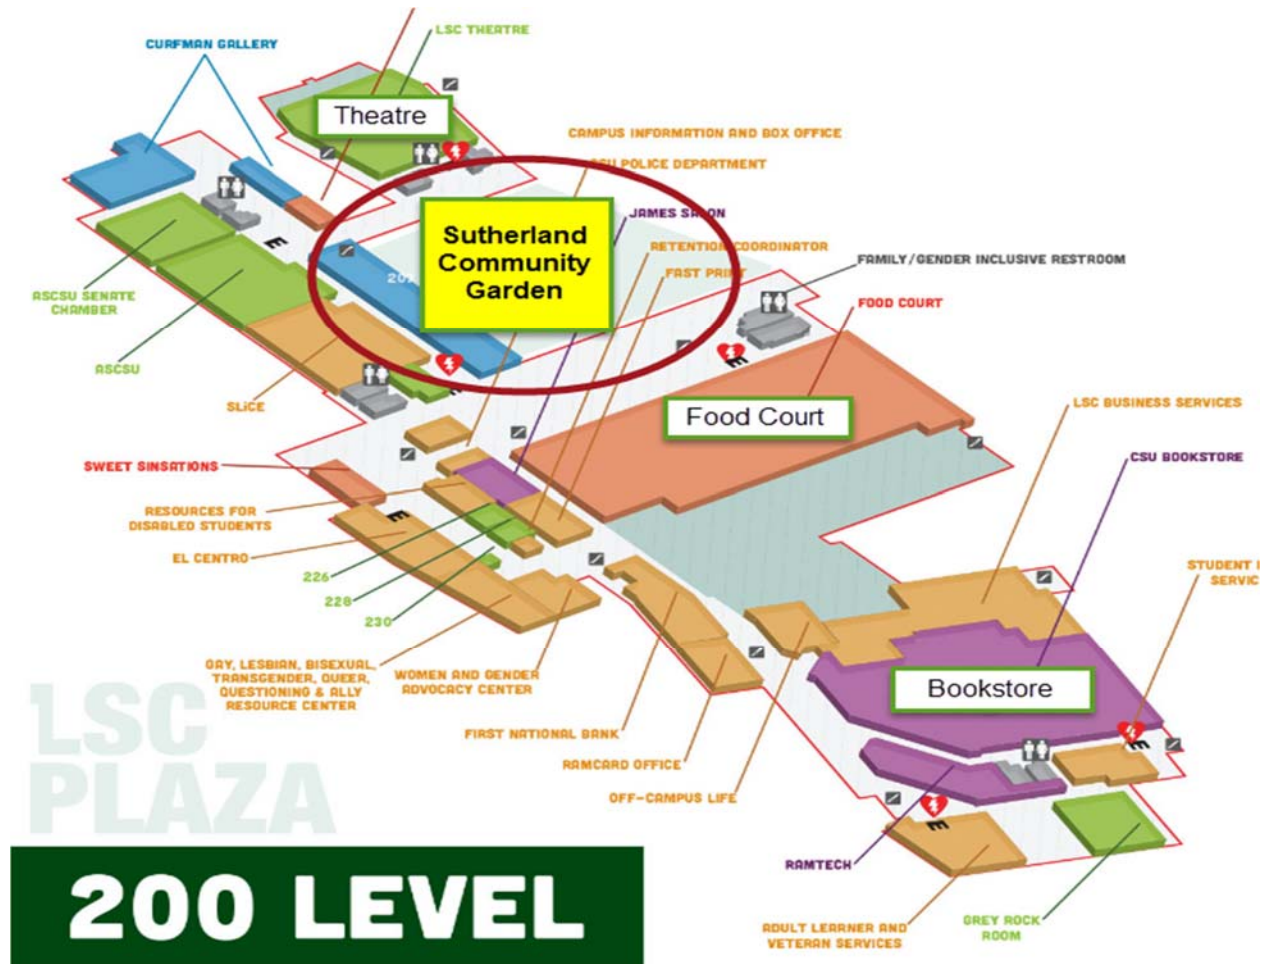 LSC THEATRE
CURFMAN GALLERY
Theatre
CAMPUS INFORMATION AND BOX OFFICE
POLICE DEPARTMENT
JAMES
Sutherland
Community
Garden
RETENTION COORDINATOR
FAST PRINT
FAMILY/GENDER INCLUSIVE RESTROOM
E
ASCSU SENATE
CHAMBER
FOOD COURT
ASCSU
SLiCE
E
E
Food Court
LSC BUSINESS SERVICES
CSU BOOKSTORE
SWEET SINSATIONS
RESOURCES FOR
DISABLED STUDENTS
E
EL CENTRO
226
228
230
STUDENT
GAY, LESBIAN, BISEXUAL,
TRANSGENDER, QUEER,
QUESTIONING & ALLY
RESOURCE CENTER
WOMEN AND GENDER
ADVOCACY CENTER
Bookstore
FIRST NATIONAL BANK
RAMCARD OFFICE
OFF-CAMPUS LIFE
E
E
RAMTECH
LSC
PLAZA
200 LEVEL
ADULT LEARNER AND
VETERAN SERVICES
GREY ROCK
ROOM